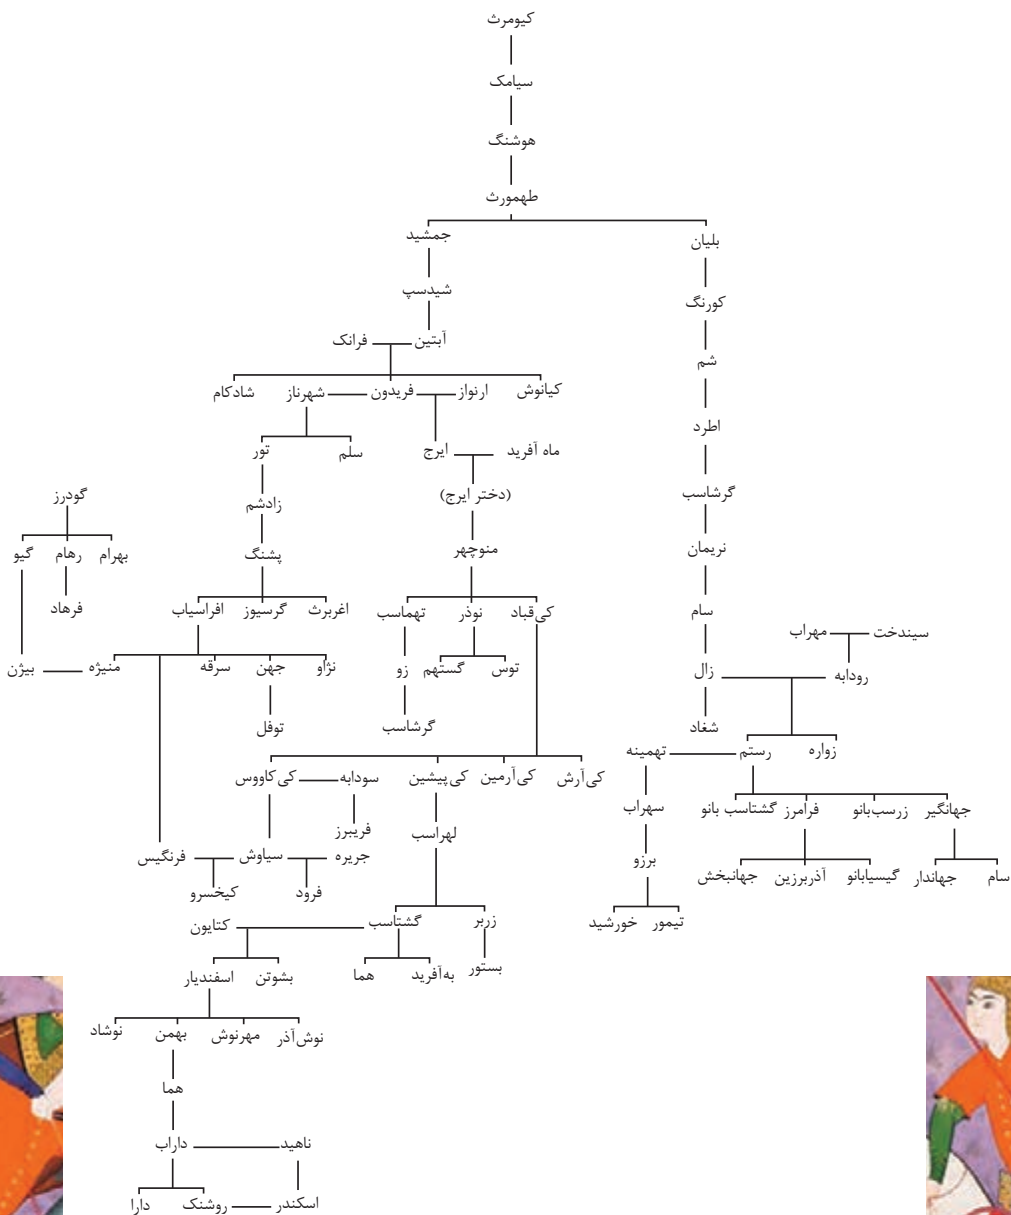 کیومرث
سیامک
هوشنگ
طهمورث
جمشید
بلیان
شیدسپ
کورنگ
آبتین
فرانک
شم
کیانوش
ارنواز
فریدون
شهرناز
شادکام
اطرد
ماه آفرید
ایرج
سلم
تور
گرشاسب
(دختر ایرج)
زادشم
گودرز
نریمان
منوچهر
پشنگ
بهرام
رهام
گیو
سام
کی‌قباد
نوذر
تهماسب
اغربرث
گرسیوز
افراسیاب
فرهاد
سیندخت
مهراب
رودابه
زال
توس
گستهم
زو
نژاو
جهن
سرقه
منیژه
بیژن
شغاد
گرشاسب
توفل
زواره
رستم
تهمینه
کی‌آرش
کی‌آرمین
کی‌پیشین
سودابه
کی‌کاووس
جهانگیر
زرسب‌بانو
فرامرز
گشتاسب بانو
سهراب
لهراسب
فریبرز
برزو
جریره
سیاوش
فرنگیس
سام
جهاندار
گیسیابانو
آذربرزین
جهانبخش
فرود
کیخسرو
تیمور
خورشید
زریر
گشتاسب
کتایون
بستور
به‌آفرید
هما
بشوتن
اسفندیار
نوش‌آذر
مهرنوش
بهمن
نوشاد
هما
ناهید
داراب
اسکندر
روشنک
دارا